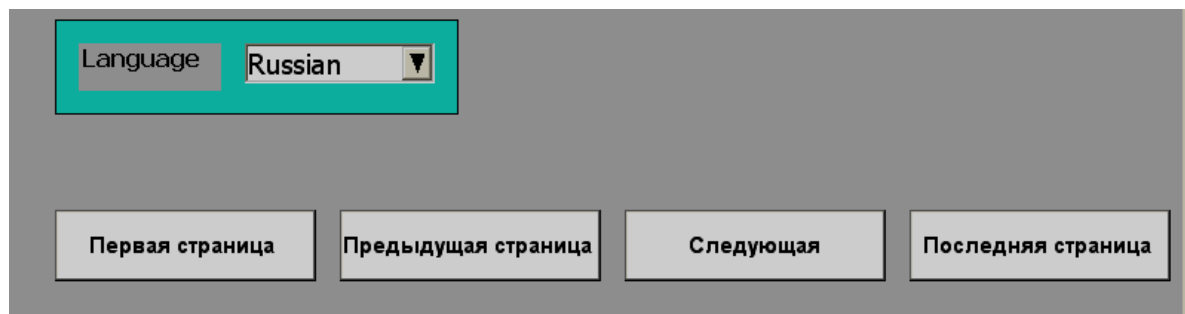 Language
Russian
Первая страница
Предыдущая страница
Следующая
Последняя страница